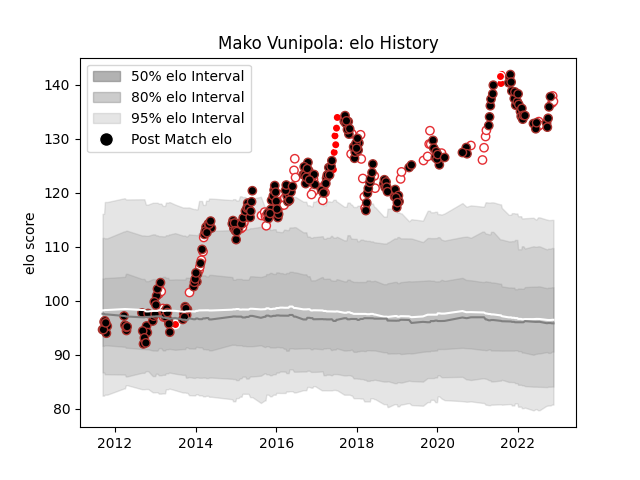 Mako Vunipola: elo History
50% elo Interval
80% elo Interval
95% elo Interval
Post Match elo
elo score
140
130
120
110
100
90
80
2012 2014 2016 2018 2020 2022